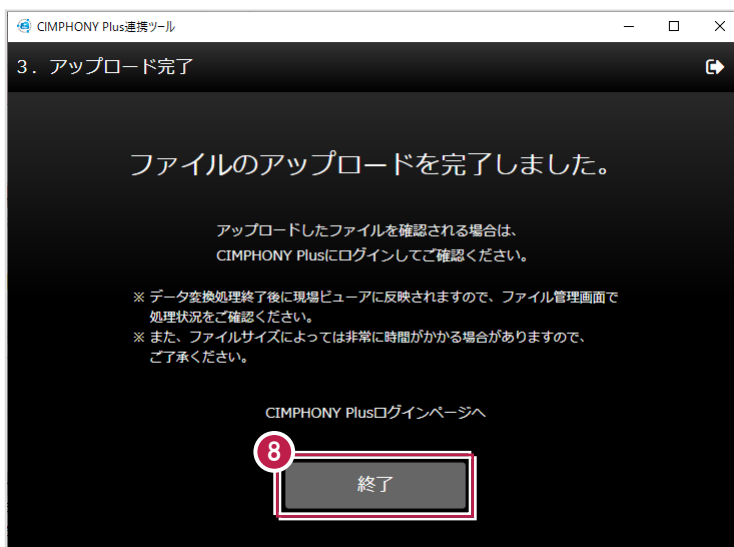 CIMPHONY Plus連携ツール
3．アップロード完了
ファイルのアップロードを完了しました。
アップロードしたファイルを確認される場合は、
CIMPHONY Plusにログインしてご確認ください。
※ データ変換処理終了後に現場ビューアに反映されますので、ファイル管理画面で
処理状況をご確認ください。
※ また、ファイルサイズによっては非常に時間がかかる場合がありますので、
ご了承ください。
CIMPHONY Plusログインページへ
8
終了